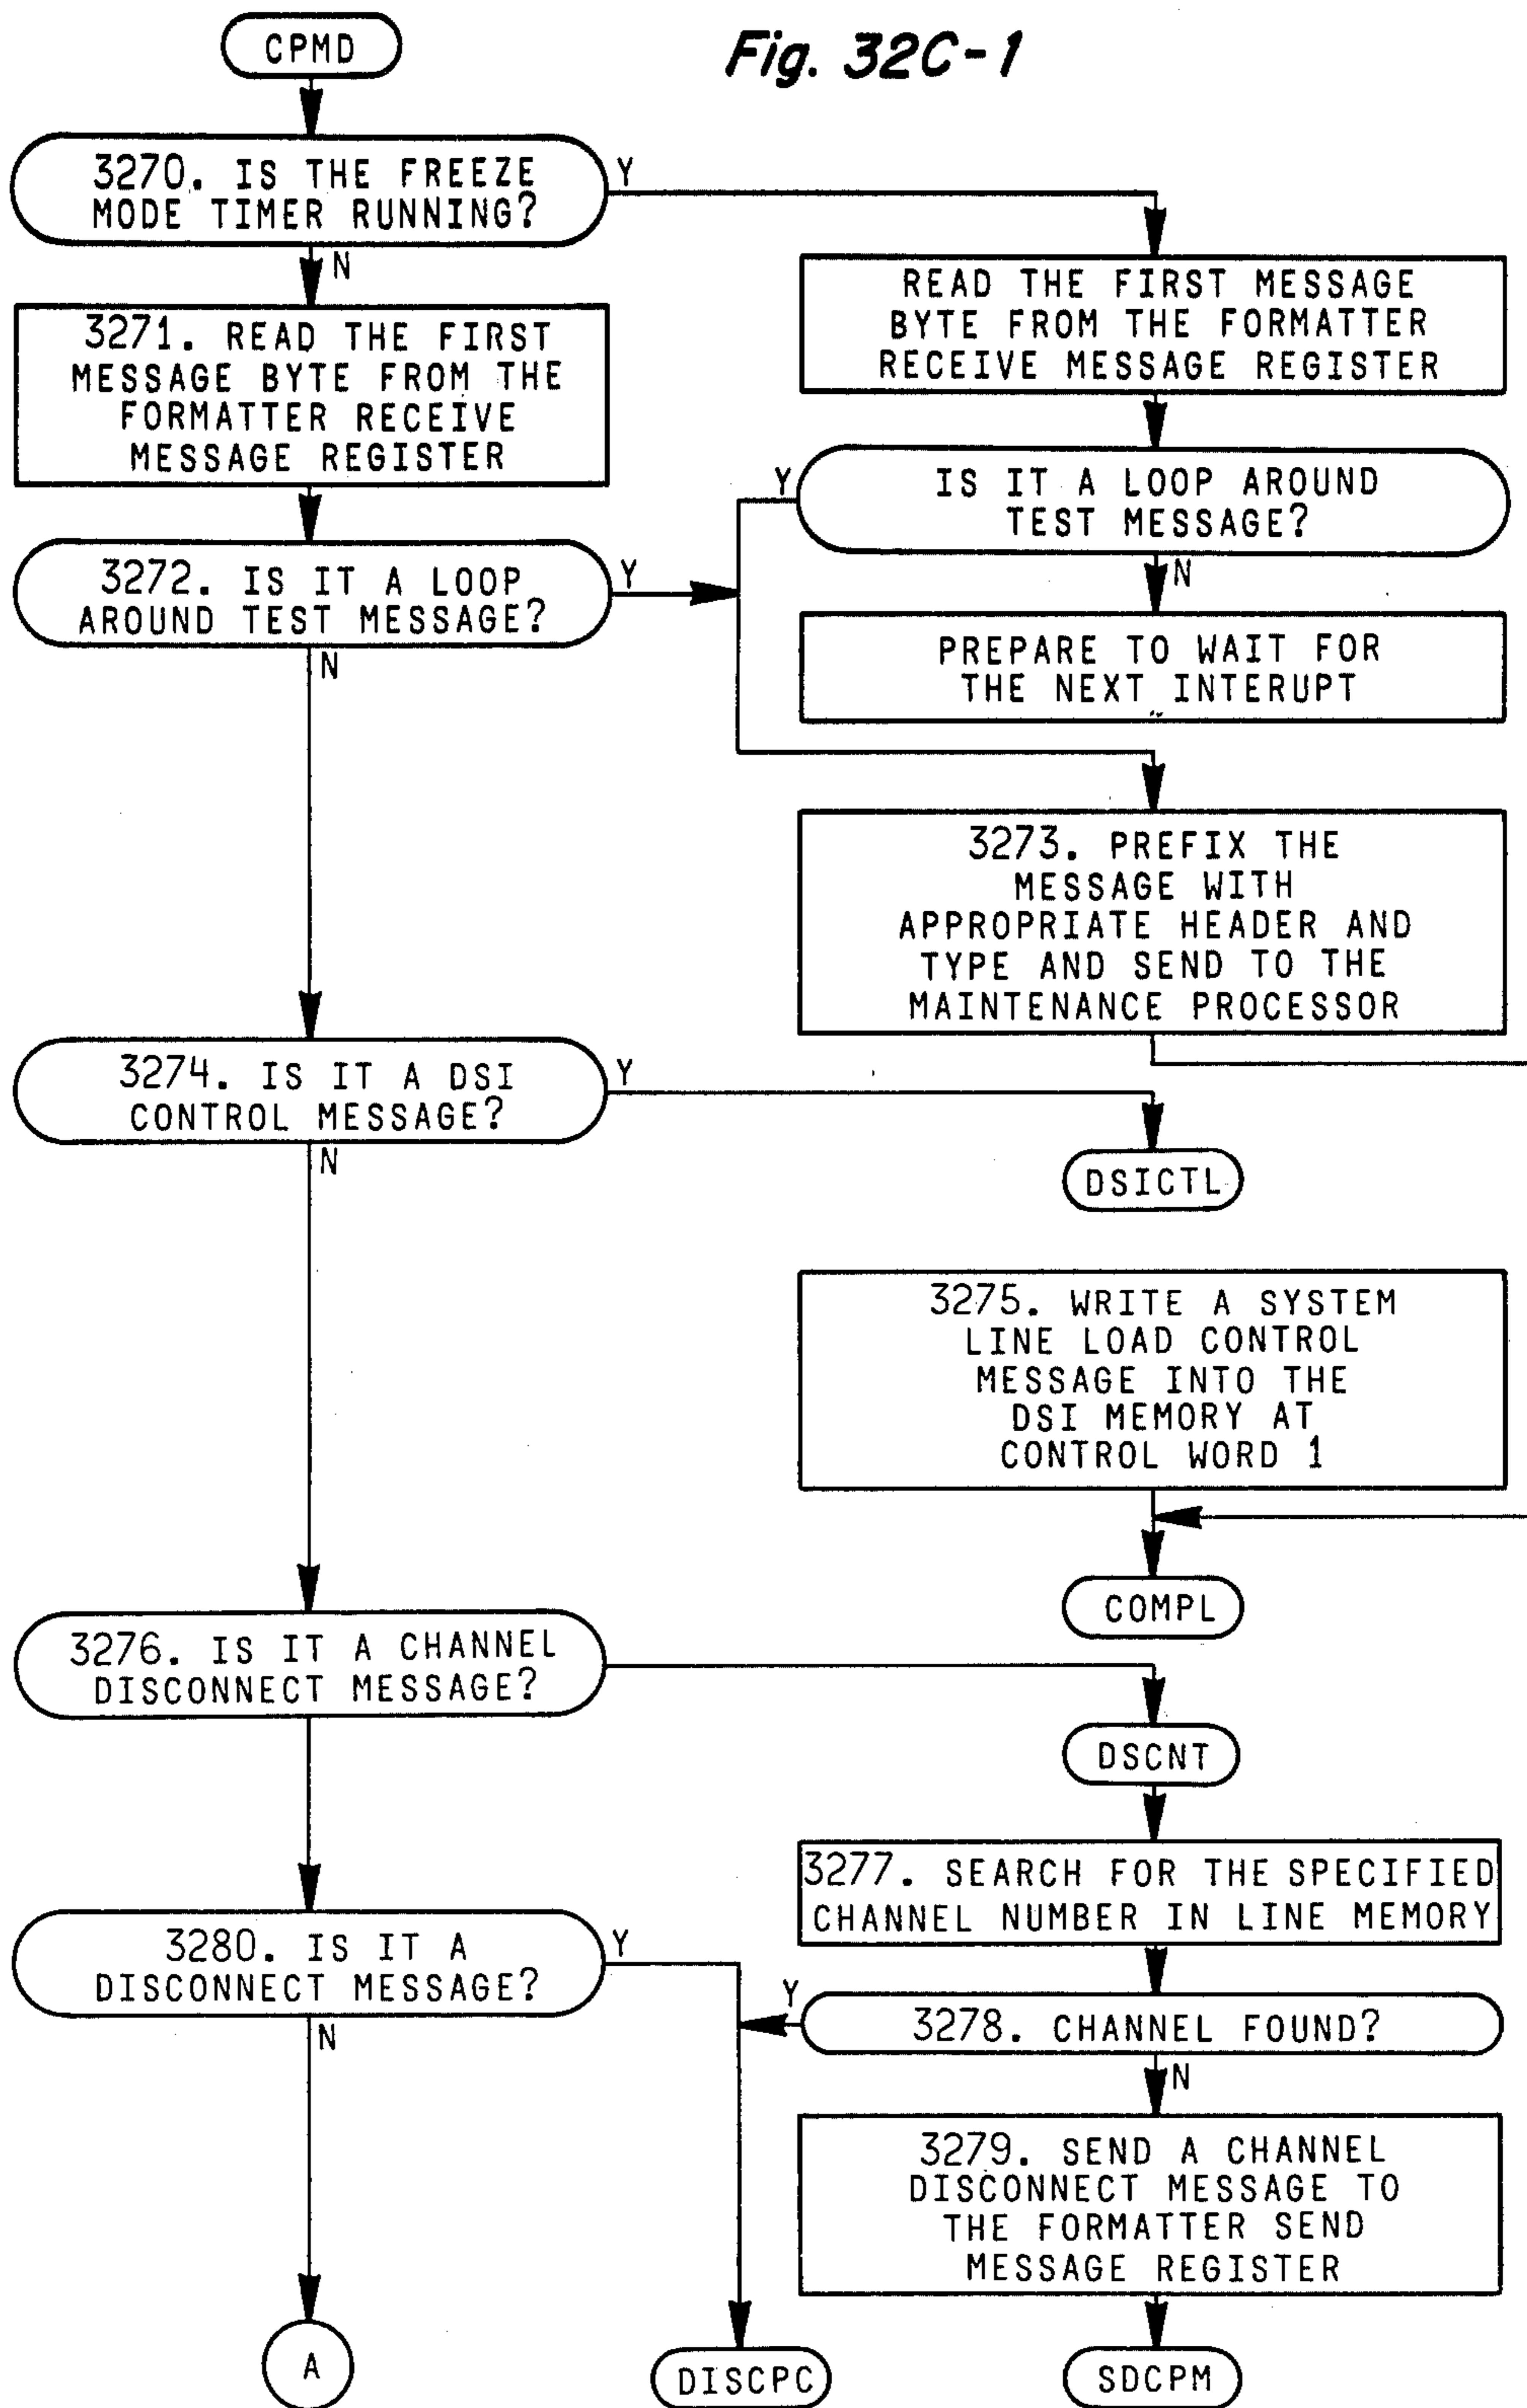 Fig. 32C-1
CPMD
3270. IS THE FREEZE
MODE TIMER RUNNING?
Y
N
READ THE FIRST MESSAGE
BYTE FROM THE FORMATTER
RECEIVE MESSAGE REGISTER
3271. READ THE FIRST
MESSAGE BYTE FROM THE
FORMATTER RECEIVE
MESSAGE REGISTER
Y
IS IT A LOOP AROUND
TEST MESSAGE?
N
3272. IS IT A LOOP
AROUND TEST MESSAGE?
Y
N
PREPARE TO WAIT FOR
THE NEXT INTERUPT
3273. PREFIX THE
MESSAGE WITH
APPROPRIATE HEADER AND
TYPE AND SEND TO THE
MAINTENANCE PROCESSOR
3274. IS IT A DSI
CONTROL MESSAGE?
Y
N
DSICTL
3275. WRITE A SYSTEM
LINE LOAD CONTROL
MESSAGE INTO THE
DSI MEMORY AT
CONTROL WORD 1
COMPL
3276. IS IT A CHANNEL
DISCONNECT MESSAGE?
DSCNT
3277. SEARCH FOR THE SPECIFIED
CHANNEL NUMBER IN LINE MEMORY
3280. IS IT A
DISCONNECT MESSAGE?
Y
N
Y
3278. CHANNEL FOUND?
N
3279. SEND A CHANNEL
DISCONNECT MESSAGE TO
THE FORMATTER SEND
MESSAGE REGISTER
A
DISCPC
SDCPM